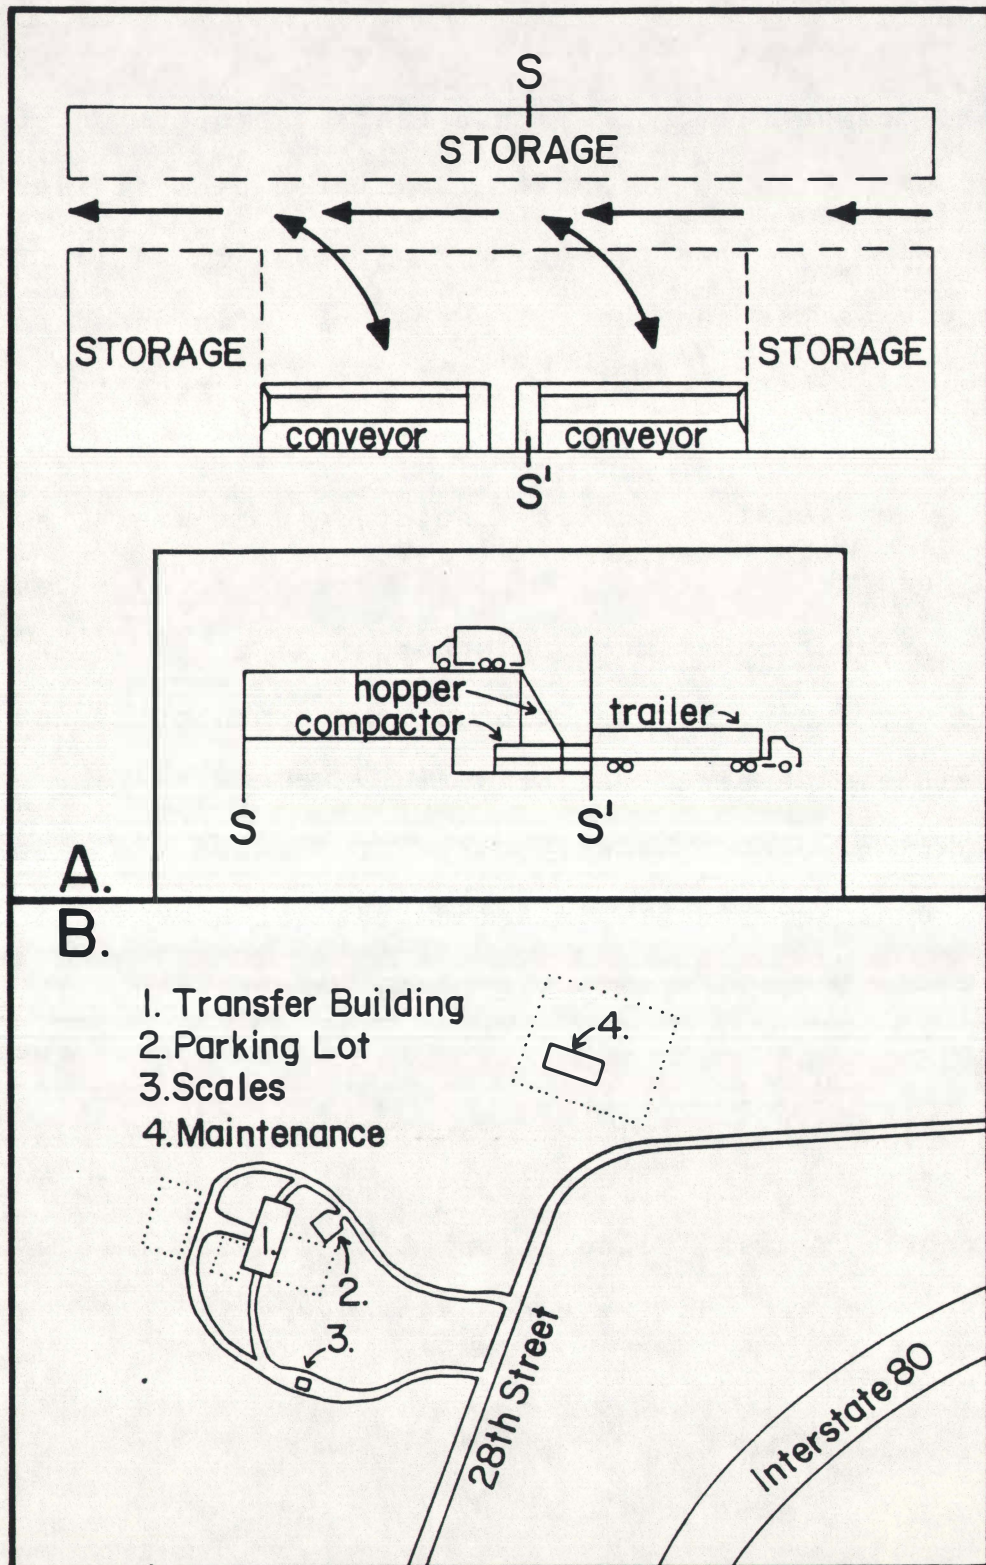 S
STORAGE
STORAGE
STORAGE
conveyor
conveyor
S'
hopper
compactor
trailer
S
S'
A.
B.
1. Transfer Building
2. Parking Lot
3. Scales
4. Maintenance
4.
1.
2.
3.
28th Street
Interstate 80